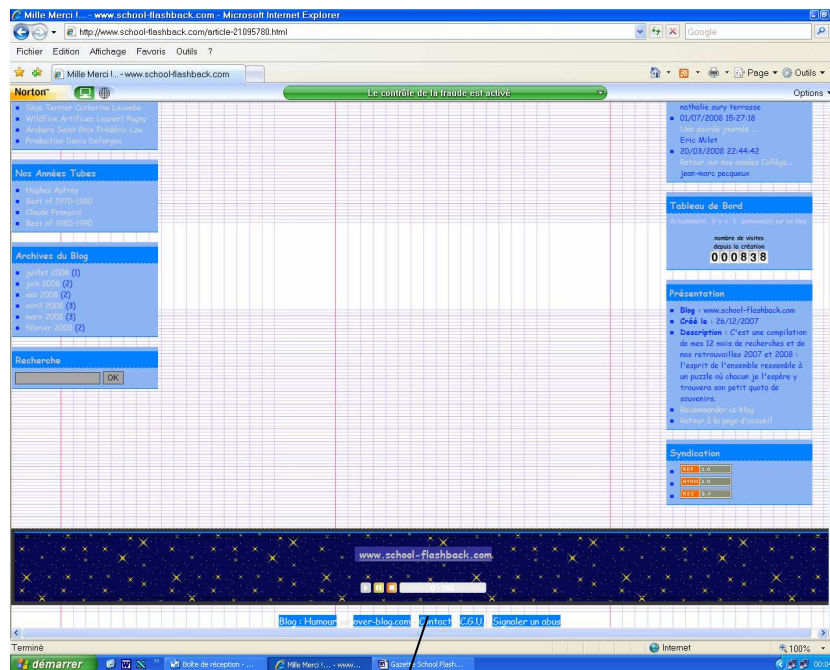 Mille Merci !... - www.school-flashback.com - Microsoft Internet Explorer
http://www.school-flashback.com/article-21095780.html
Google
Fichier Edition Affichage Favoris Outils ?
Mille Merci !... - www.school-flashback.com
Page Outils
Norton
Le contrôle de la fraude est activé
Options
Skye Terrier Catherine Lacombe
WildFire Artifices Laurent Pagny
Archers Saint Prix Frédéric Lau
Production Denis Defarges
Nos Années Tubes
Hughes Aufray
Best of 1970-1980
Claude François
Best of 1980-1990
Archives du Blog
juillet 2008 (1)
juin 2008 (2)
mai 2008 (2)
avril 2008 (3)
mars 2008 (3)
février 2008 (2)
Recherche
OK
nathalie sury terrasse
01/07/2008 15:27:18
Une sacrée journée ...
Eric Milet
20/03/2008 22:44:42
Retour sur nos années Collège...
jean-marc pecqueux
Tableau de Bord
Actuellement, Il y a 1 personne(s) sur ce blog
nombre de visites
depuis la création
000838
Présentation
Blog : www.school-flashback.com
Créé le : 26/12/2007
Description : C'est une compilation
de mes 12 mois de recherches et de
nos retrouvailles 2007 et 2008 :
l'esprit de l'ensemble ressemble à
un puzzle où chacun je l'espère y
trouvera son petit quota de
souvenirs.
Recommander ce blog
Retour à la page d'accueil
Syndication
RDF 1.0
ATOM 1.0
RSS 2.0
www.school-flashback.com
Blog : Humour over-blog.com Contact C.G.U. Signaler un abus
Terminé
Internet
100%
démarrer
Boîte de réception - ...
Mille Merci !... - www...
Gazette School Flash...